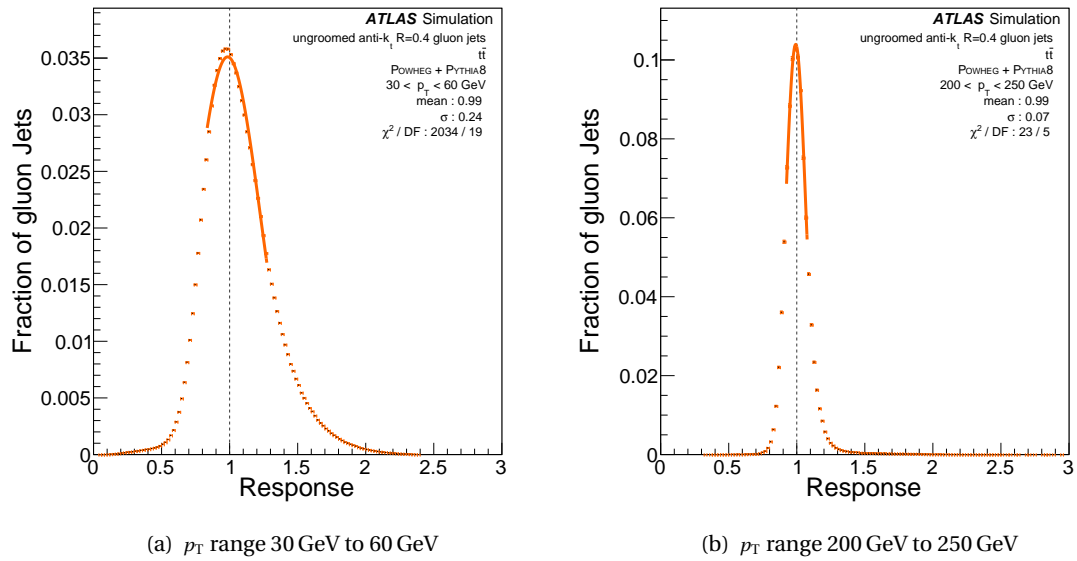 ATLAS Simulation
ungroomed anti-kt R=0.4 gluon jets
tt̄
POWHEG + PYTHIA8
30 < pT < 60 GeV
mean : 0.99
σ : 0.24
χ2 / DF : 2034 / 19
Fraction of gluon Jets
0.035
0.03
0.025
0.02
0.015
0.01
0.005
0
0 0.5 1 1.5 2 2.5 3
Response
(a) pT range 30 GeV to 60 GeV
ATLAS Simulation
ungroomed anti-kt R=0.4 gluon jets
tt̄
POWHEG + PYTHIA8
200 < pT < 250 GeV
mean : 0.99
σ : 0.07
χ2 / DF : 23 / 5
Fraction of gluon Jets
0.1
0.08
0.06
0.04
0.02
0
0 0.5 1 1.5 2 2.5 3
Response
(b) pT range 200 GeV to 250 GeV